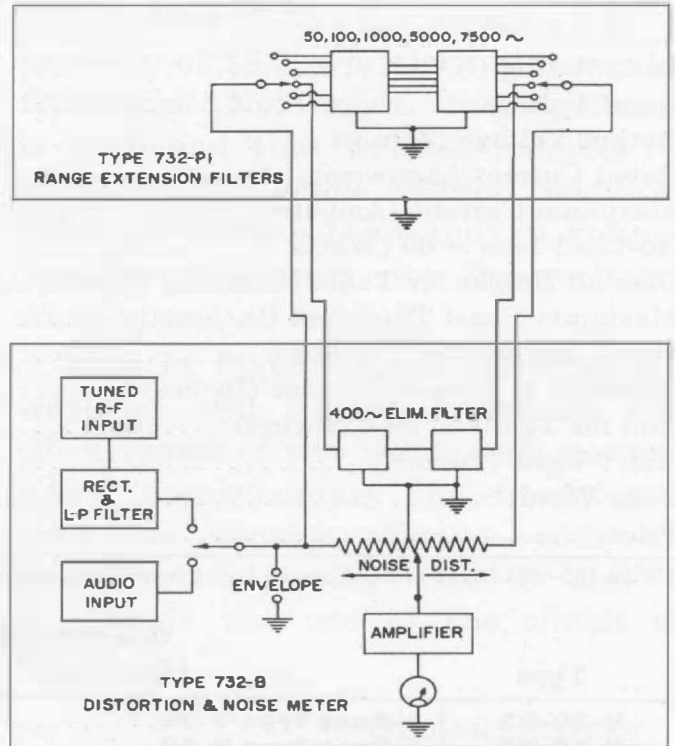 50, 100, 1000, 5000, 7500 ~
TYPE 732-P1
RANGE EXTENSION FILTERS
TUNED
R-F
INPUT
400~ELIM. FILTER
RECT.
&
L-P FILTER
NOISE DIST.
ENVELOPE
AUDIO
INPUT
AMPLIFIER
TYPE 732-B
DISTORTION & NOISE METER